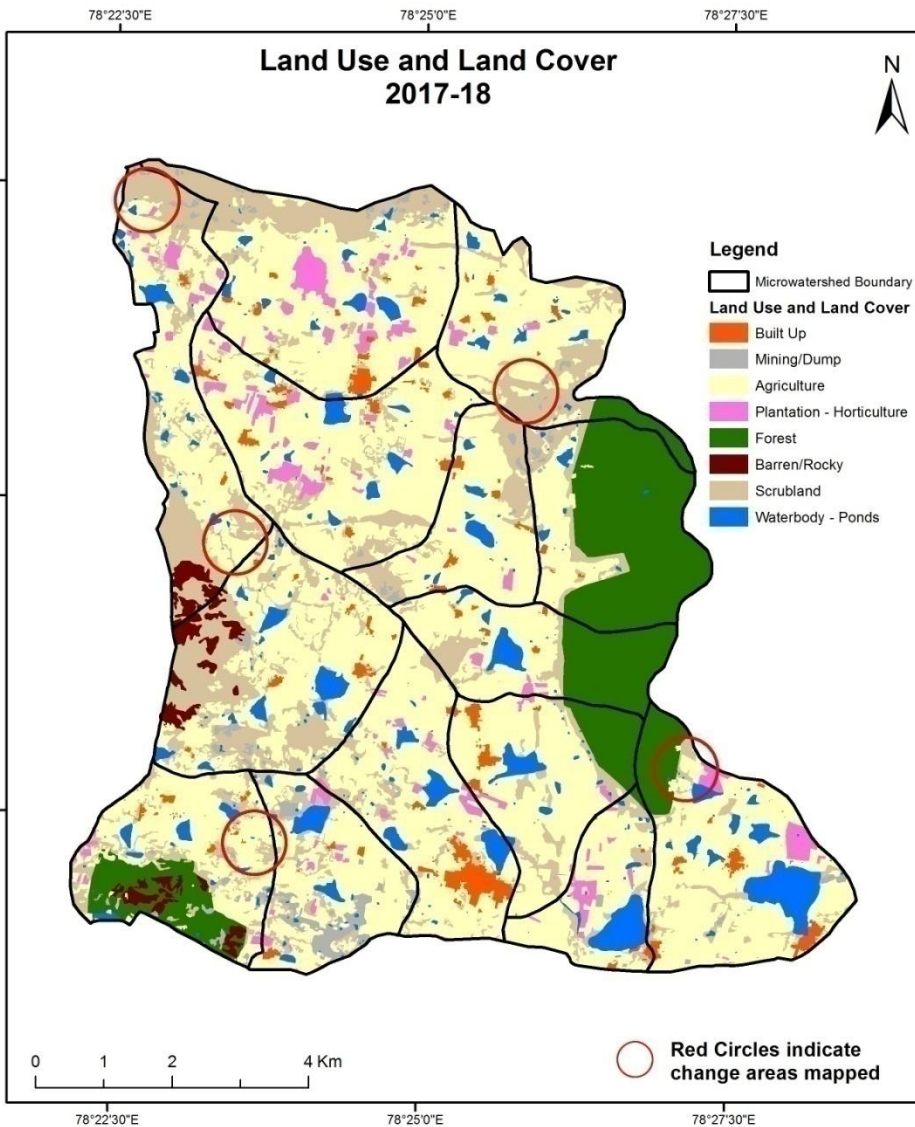 78°22'30"E 78°25'0"E 78°27'30"E
Land Use and Land Cover
2017-18
N
Legend
Microwatershed Boundary
Land Use and Land Cover
Built Up
Mining/Dump
Agriculture
Plantation - Horticulture
Forest
Barren/Rocky
Scrubland
Waterbody - Ponds
0 1 2 4 Km
Red Circles indicate
change areas mapped
78°22'30"E 78°25'0"E 78°27'30"E